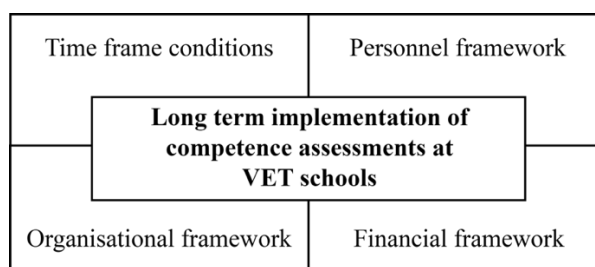 Time frame conditions
Personnel framework
Long term implementation of
competence assessments at
VET schools
Organisational framework
Financial framework